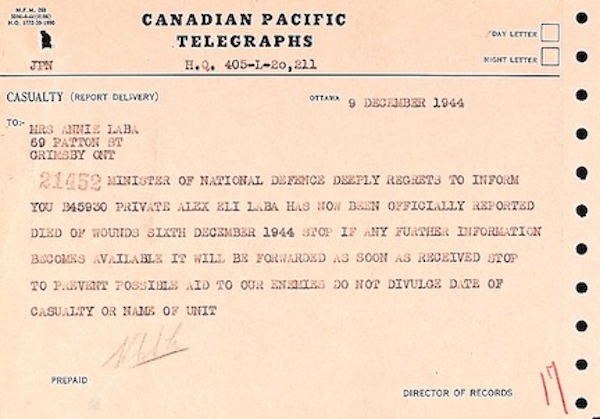 M.F.M. 268
CANADIAN PACIFIC
TELEGRAPHS
DAY LETTER
NIGHT LETTER
JPN
H.Q. 405-L-20,211
CASUALTY (REPORT DELIVERY)
OTTAWA 9 DECEMBER 1944
TO:- MRS ANNIE LABA
69 PATTON ST
GRIMSBY ONT
21452 MINISTER OF NATIONAL DEFENCE DEEPLY REGRETS TO INFORM
YOU B45930 PRIVATE ALEX ELI LABA HAS NOW BEEN OFFICIALLY REPORTED
DIED OF WOUNDS SIXTH DECEMBER 1944 STOP IF ANY FURTHER INFORMATION
BECOMES AVAILABLE IT WILL BE FORWARDED AS SOON AS RECEIVED STOP
TO PREVENT POSSIBLE AID TO OUR ENEMIES DO NOT DIVULGE DATE OF
CASUALTY OR NAME OF UNIT
PREPAID
DIRECTOR OF RECORDS
17